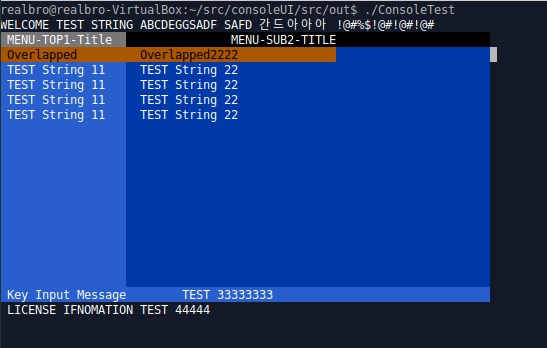 realbro@realbro-VirtualBox:~/src/consoleUI/src/out$ ./ConsoleTest
WELCOME TEST STRING ABCDEGGSADF SAFD 간드아아아 !@#%$!@#!@#!@#
MENU-TOP1-Title MENU-SUB2-TITLE
Overlapped Overlapped2222
TEST String 11 TEST String 22
TEST String 11 TEST String 22
TEST String 11 TEST String 22
TEST String 11 TEST String 22
Key Input Message TEST 33333333
LICENSE IFNOMATION TEST 44444